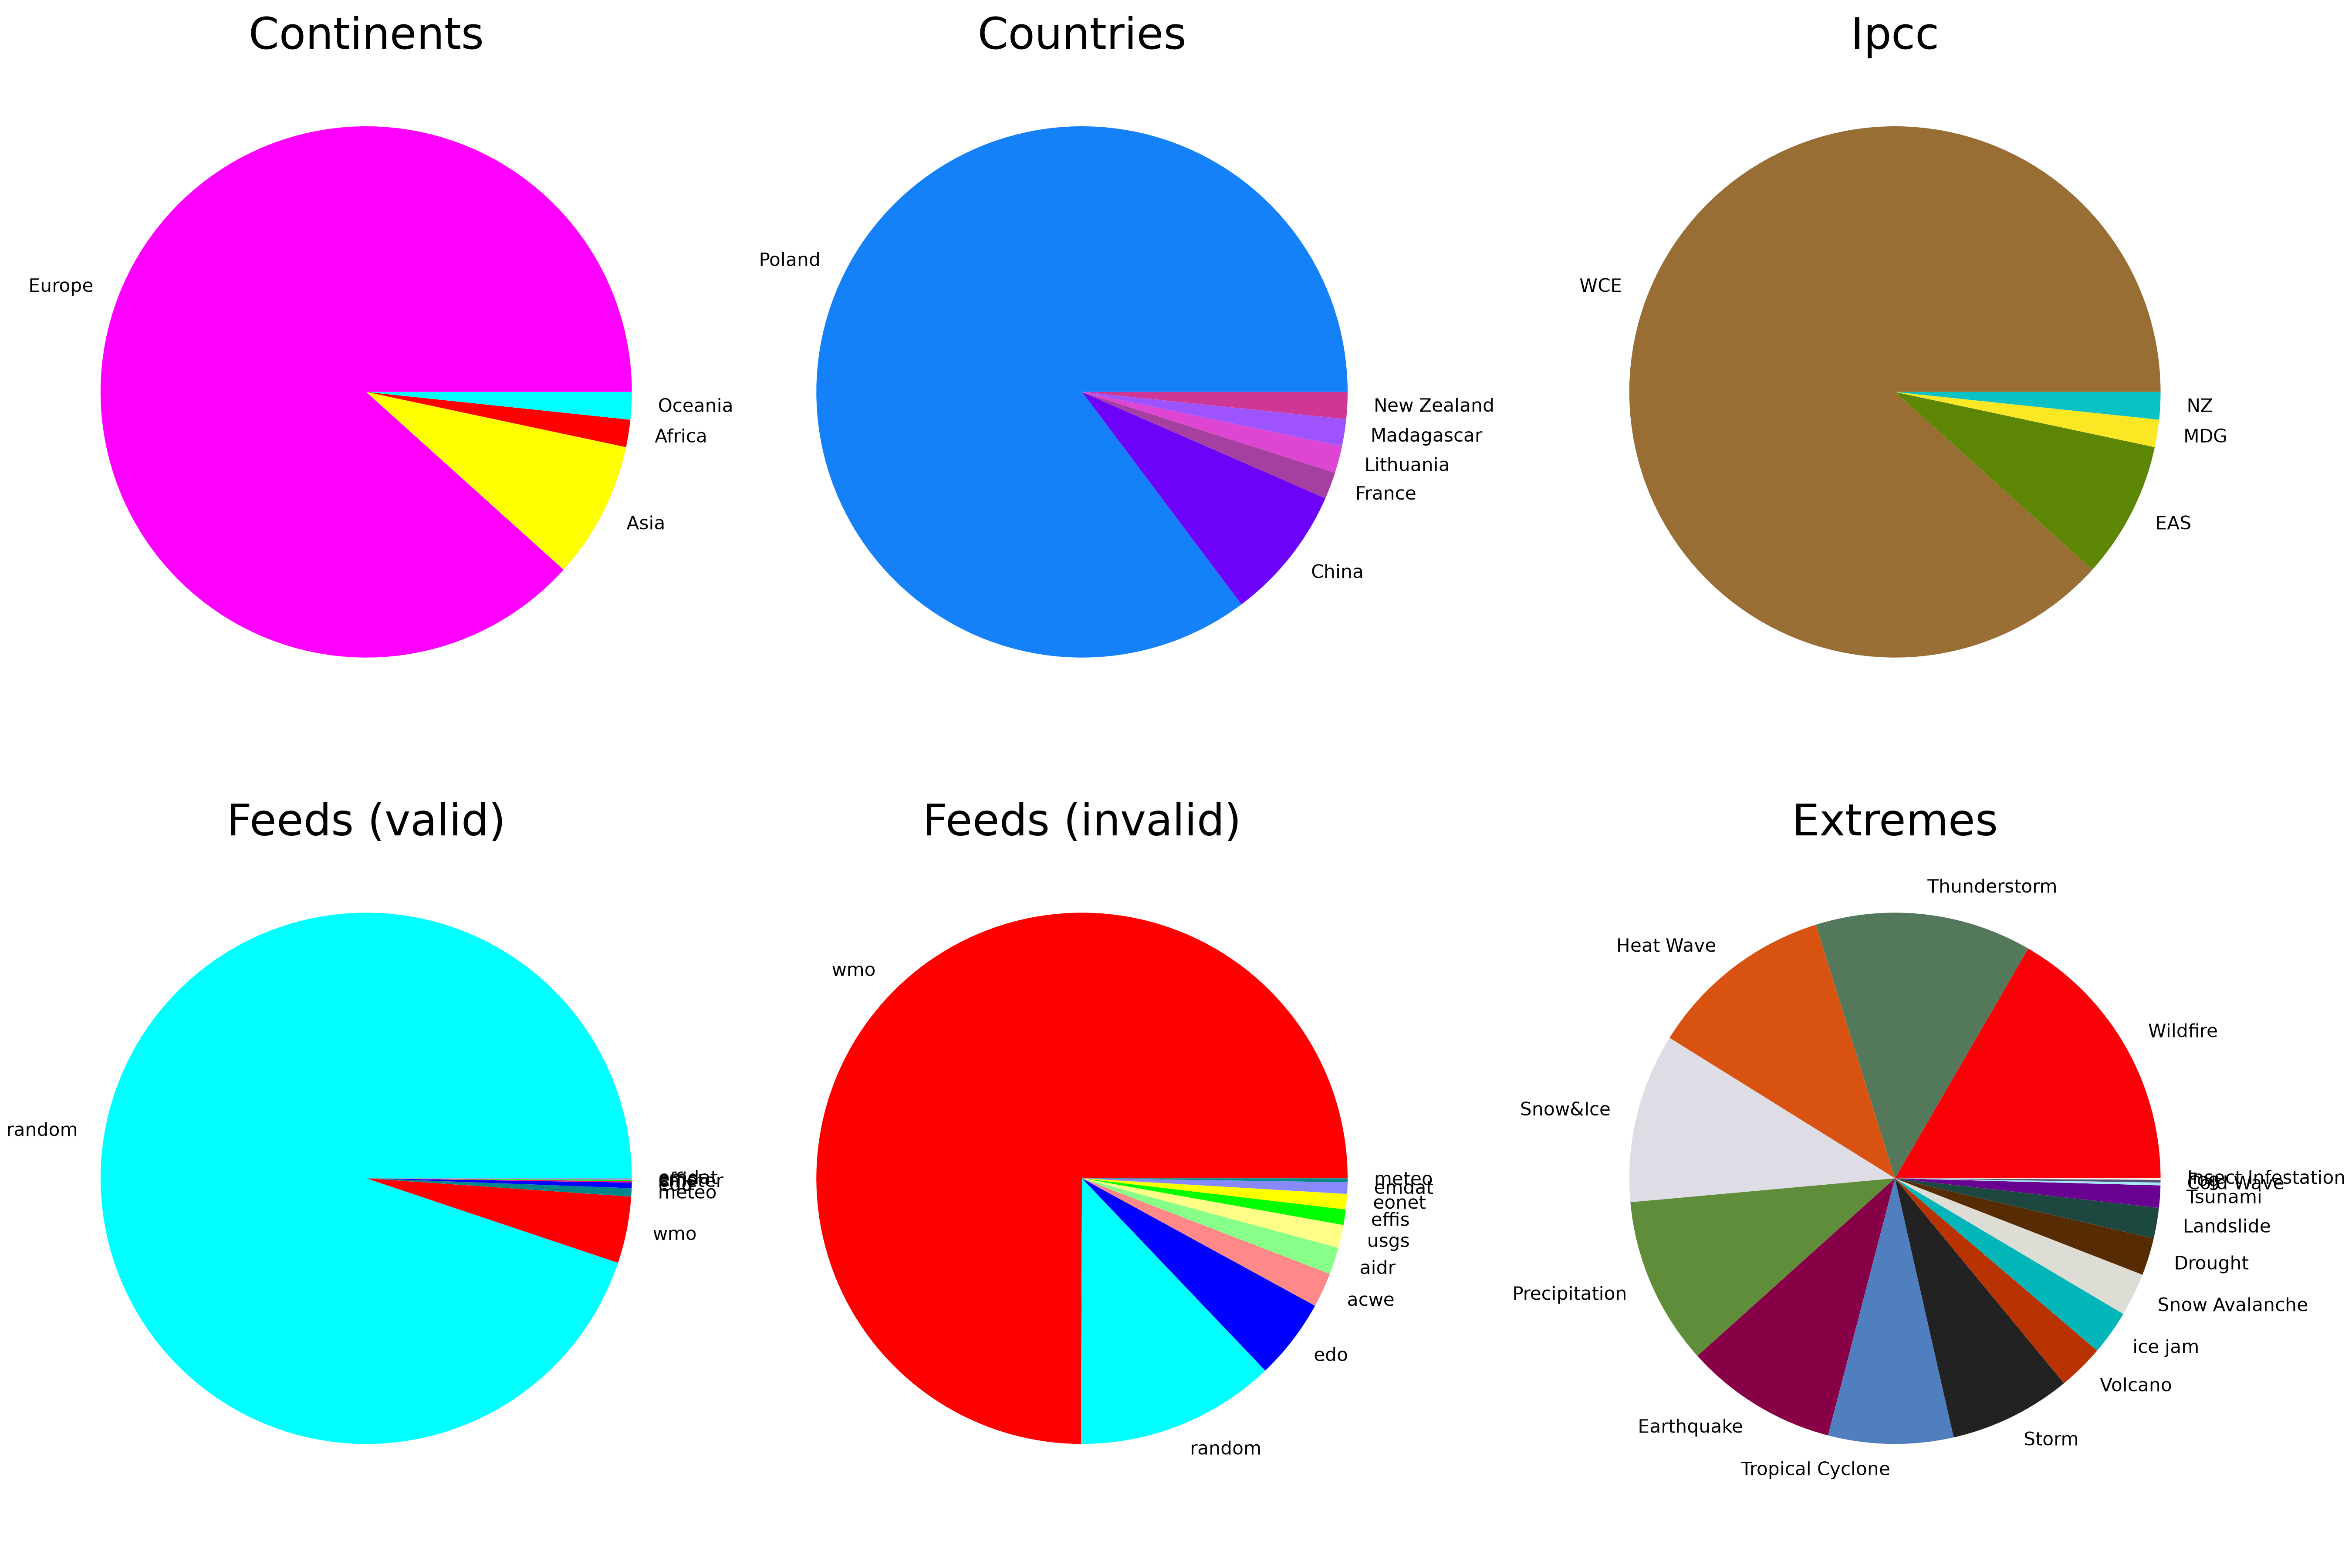 Continents
Europe
Oceania
Africa
Asia
Countries
Poland
New Zealand
Madagascar
Lithuania
France
China
Ipcc
WCE
NZ
MDG
EAS
Feeds (valid)
random
meteo
wmo
Feeds (invalid)
wmo
meteo
emdat
eonet
effis
usgs
aidr
acwe
edo
random
Extremes
Thunderstorm
Heat Wave
Wildfire
Snow&Ice
Insect Infestation
Cold Wave
Tsunami
Landslide
Drought
Snow Avalanche
ice jam
Volcano
Storm
Tropical Cyclone
Earthquake
Precipitation